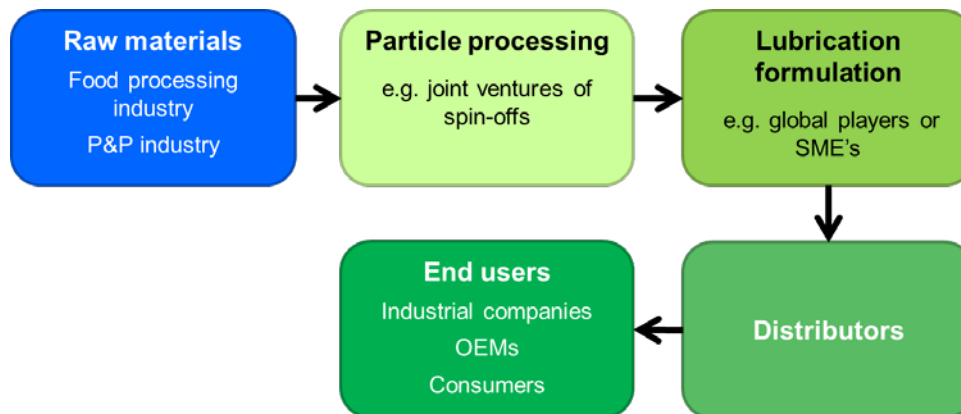 Raw materials
Food processing
industry
P&P industry
Particle processing
e.g. joint ventures of
spin-offs
Lubrication
formulation
e.g. global players or
SME's
End users
Industrial companies
OEMs
Consumers
Distributors